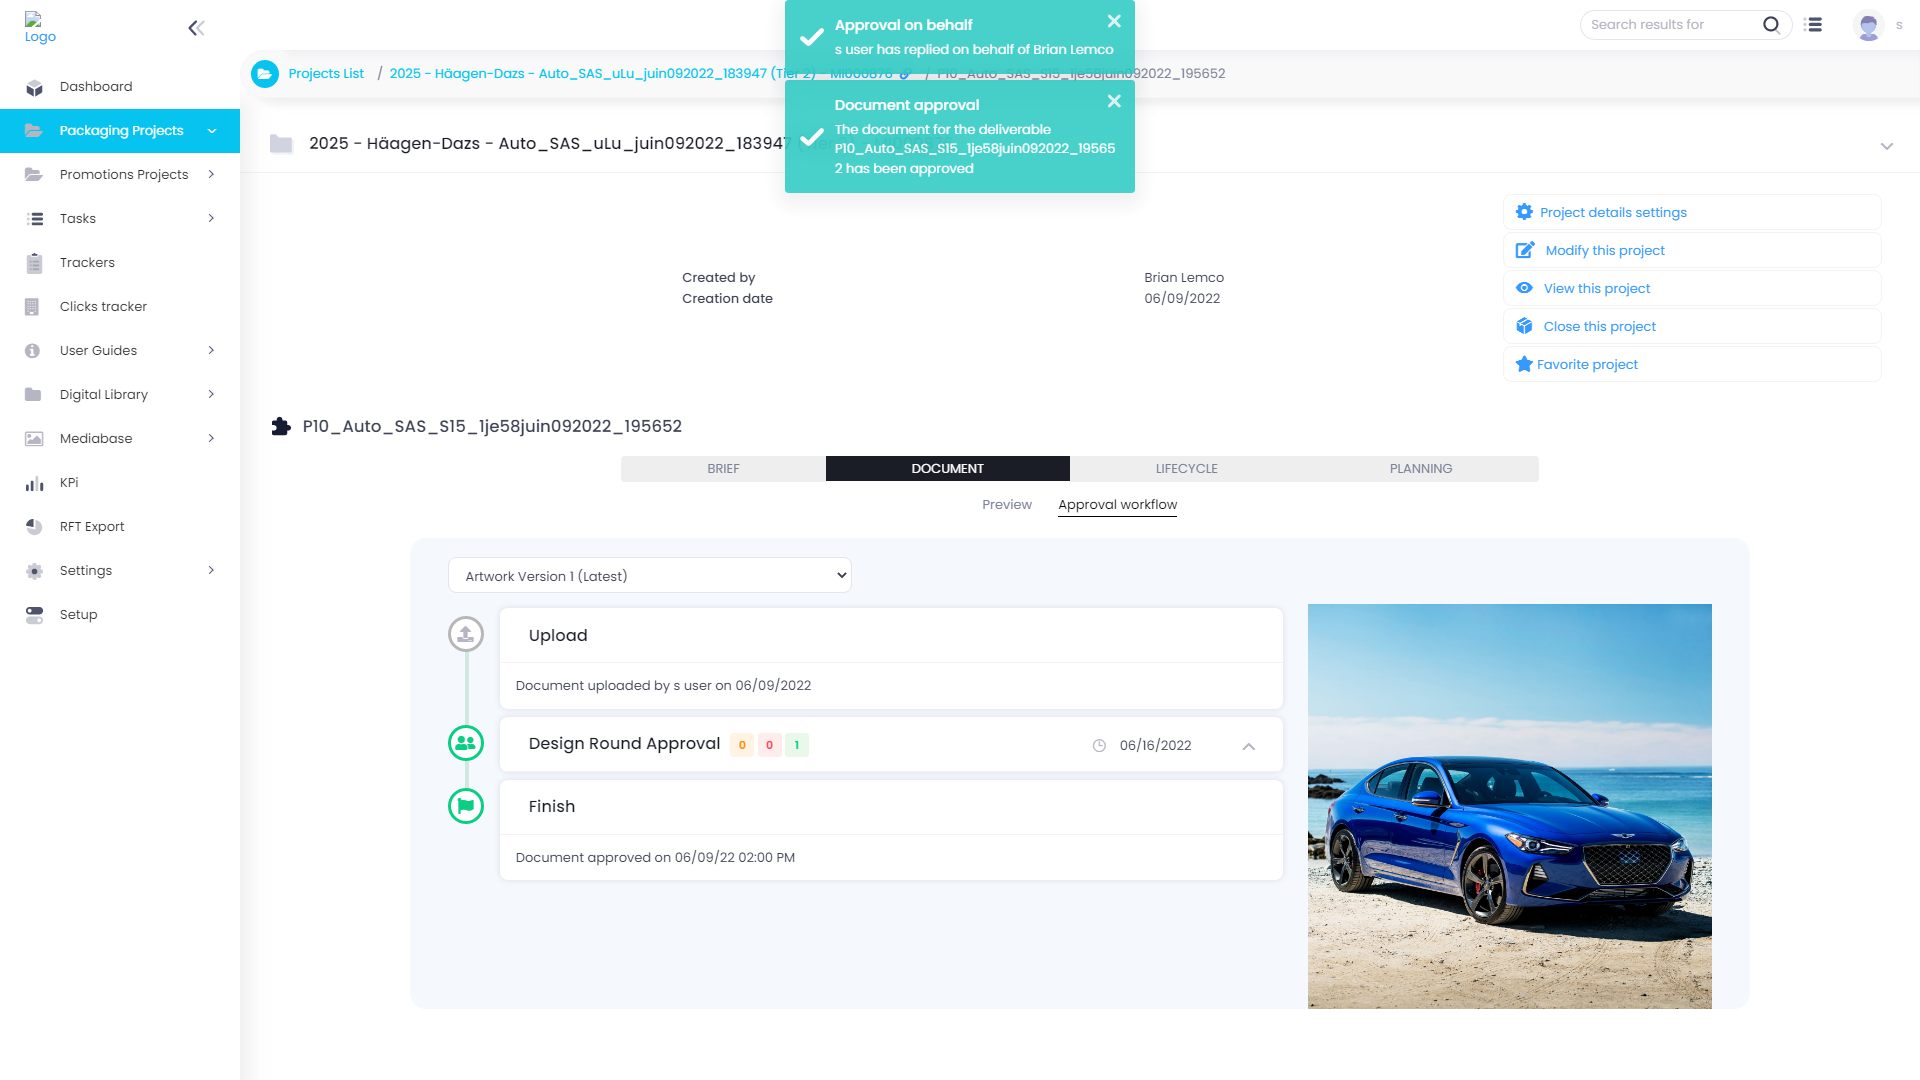 Logo
Approval on behalf
s user has replied on behalf of Brian Lemco
Search results for
s
Projects List / 2025 - Häagen-Dazs - Auto_SAS_uLu_juin092022_183947 (Tier 2) - MI000876 / P10_Auto_SAS_S15_1je58juin092022_195652
Document approval
The document for the deliverable
P10_Auto_SAS_S15_1je58juin092022_19565
2 has been approved
2025 - Häagen-Dazs - Auto_SAS_uLu_juin092022_183947
Dashboard
Packaging Projects
Promotions Projects
Tasks
Trackers
Clicks tracker
User Guides
Digital Library
Mediabase
KPi
RFT Export
Settings
Setup
Created by
Brian Lemco
Creation date
06/09/2022
Project details settings
Modify this project
View this project
Close this project
Favorite project
P10_Auto_SAS_S15_1je58juin092022_195652
BRIEF
DOCUMENT
LIFECYCLE
PLANNING
Preview
Approval workflow
Artwork Version 1 (Latest)
Upload
Document uploaded by s user on 06/09/2022
Design Round Approval 0 0 1
06/16/2022
Finish
Document approved on 06/09/22 02:00 PM